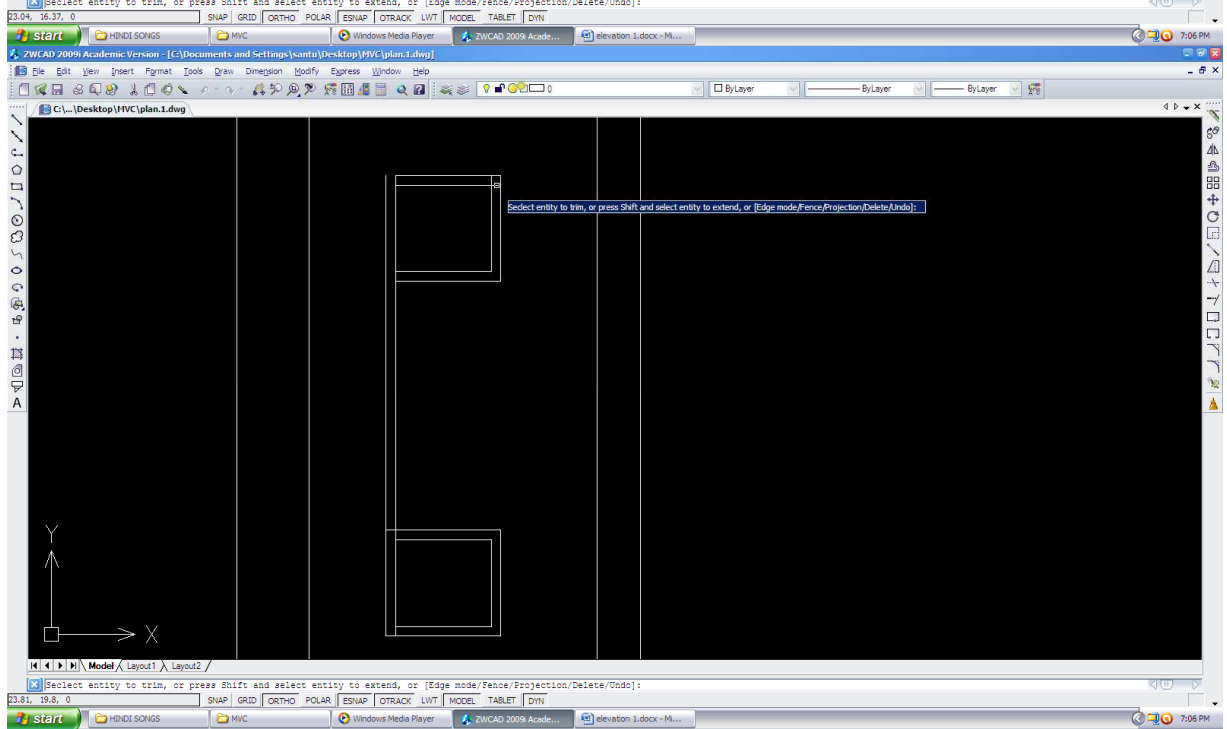 Seclect entity to trim, or press Shift and select entity to extend, or [Edge mode/Fence/Projection/Delete/Undo]:
23.04, 16.37, 0 SNAP GRID ORTHO POLAR ESNAP OTRACK LWT MODEL TABLET DYN
start HINDI SONGS MVC Windows Media Player ZWCAD 2009i Acade... elevation 1.docx - Mi... 7:06 PM
ZWCAD 2009i Academic Version - [C:\Documents and Settings\santu\Desktop\MVC\plan.1.dwg]
File Edit View Insert Format Tools Draw Dimension Modify Express Window Help
0 ByLayer ByLayer ByLayer
C:\...\Desktop\MVC\plan.1.dwg
Seclect entity to trim, or press Shift and select entity to extend, or [Edge mode/Fence/Projection/Delete/Undo]:
A
Y
X
Model Layout1 Layout2
Seclect entity to trim, or press Shift and select entity to extend, or [Edge mode/Fence/Projection/Delete/Undo]:
23.81, 19.8, 0 SNAP GRID ORTHO POLAR ESNAP OTRACK LWT MODEL TABLET DYN
start HINDI SONGS MVC Windows Media Player ZWCAD 2009i Acade... elevation 1.docx - Mi... 7:06 PM